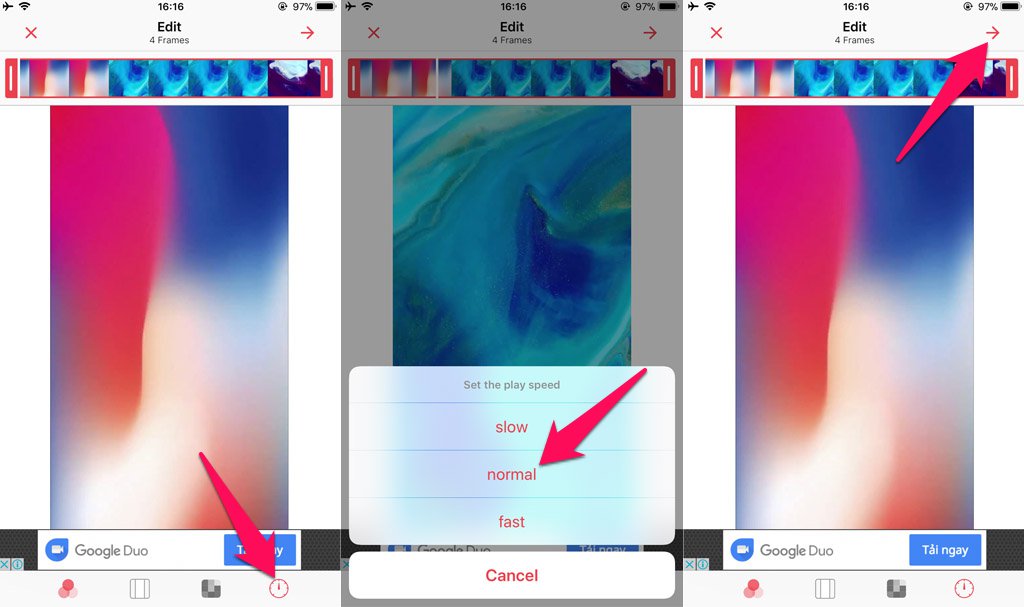 16:16
97%
Edit
4 Frames
Google Duo
16:16
97%
Edit
4 Frames
Set the play speed
slow
normal
fast
Google Duo
Tải ngay
Cancel
16:16
97%
Edit
4 Frames
Google Duo
Tải ngay